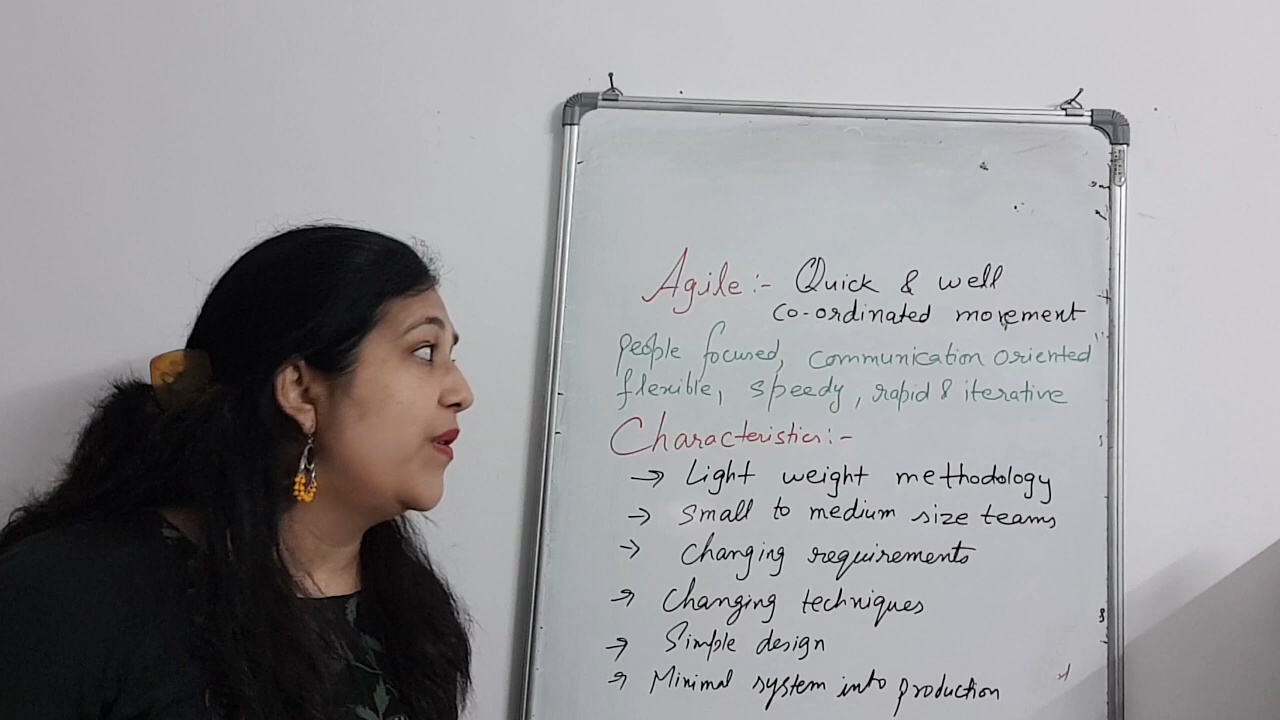 Agile :- Quick & well
co-ordinated movement
people focused, communication oriented
flexible, speedy, rapid & iterative
Characteristics :-
→ Light weight methodology
→ Small to medium size teams
→ Changing requirements
→ Changing techniques
→ Simple design
→ Minimal system into production